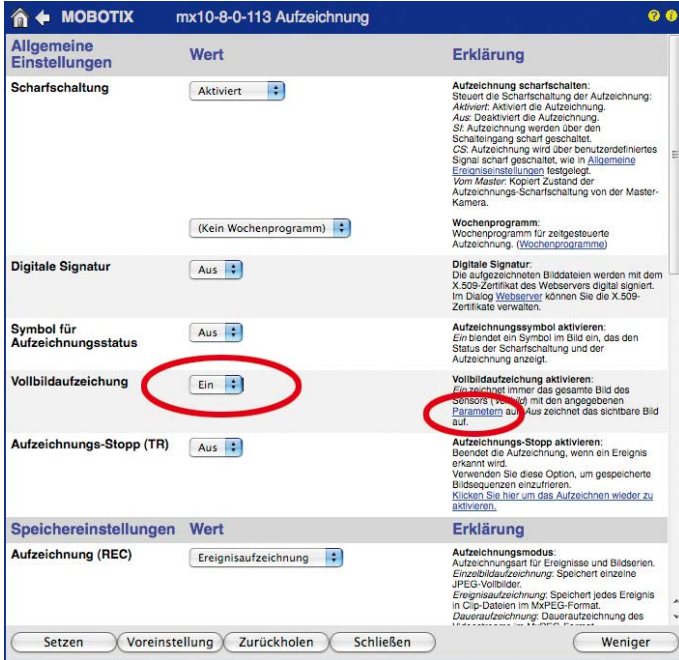 MOBOTIX mx10-8-0-113 Aufzeichnung
Allgemeine Einstellungen Wert Erklärung
Scharfschaltung
Aktiviert
Aufzeichnung scharfschalten:
Steuert die Scharfschaltung der Aufzeichnung:
Aktiviert: Aktiviert die Aufzeichnung.
Aus: Deaktiviert die Aufzeichnung.
SI: Aufzeichnung werden über den
Schalteingang scharf geschaltet.
CS: Aufzeichnung wird über benutzerdefiniertes
Signal scharf geschaltet, wie in Allgemeine
Ereigniseinstellungen festgelegt.
Vom Master: Kopiert Zustand der
Aufzeichnungs-Scharfschaltung von der Master-
Kamera.
(Kein Wochenprogramm)
Wochenprogramm:
Wochenprogramm für zeitgesteuerte
Aufzeichnung. (Wochenprogramme)
Digitale Signatur
Aus
Digitale Signatur:
Die aufgezeichneten Bilddateien werden mit dem
X.509-Zertifikat des Webservers digital signiert.
Im Dialog Webserver können Sie die X.509-
Zertifikate verwalten.
Symbol für
Aufzeichnungsstatus
Aus
Aufzeichnungssymbol aktivieren:
Ein blendet ein Symbol im Bild ein, das den
Status der Scharfschaltung und der
Aufzeichnung anzeigt.
Vollbildaufzeichung
Ein
Vollbildaufzeichung aktivieren:
Ein zeichnet immer das gesamte Bild des
Sensors (Vollbild) mit den angegebenen
Parametern auf. Aus zeichnet das sichtbare Bild
auf.
Aufzeichnungs-Stopp (TR)
Aus
Aufzeichnungs-Stopp aktivieren:
Beendet die Aufzeichnung, wenn ein Ereignis
erkannt wird.
Verwenden Sie diese Option, um gespeicherte
Bildsequenzen einzufrieren.
Klicken Sie hier um das Aufzeichnen wieder zu
aktivieren.
Speichereinstellungen Wert Erklärung
Aufzeichnung (REC)
Ereignisaufzeichnung
Aufzeichnungsmodus:
Aufzeichnungsart für Ereignisse und Bildserien.
Einzelbildaufzeichnung: Speichert einzelne
JPEG-Vollbilder.
Ereignisaufzeichnung: Speichert jedes Ereignis
in Clip-Dateien im MxPEG-Format.
Daueraufzeichnung: Daueraufzeichnung des
Setzen Voreinstellung Zurückholen Schließen Weniger